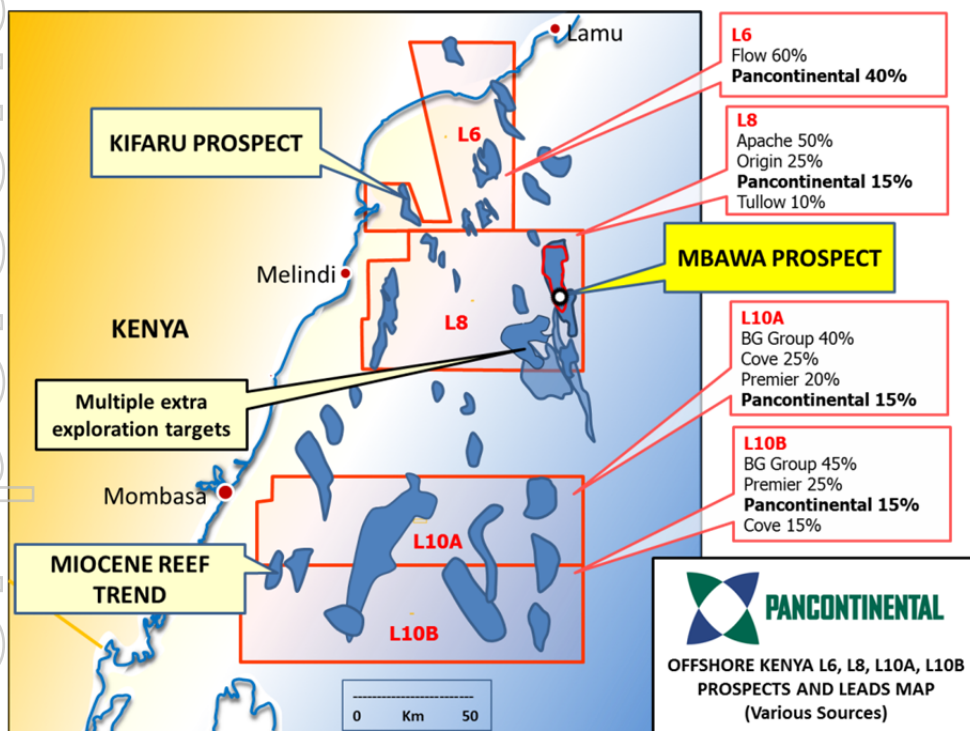 Lamu
L6
Flow 60%
Pancontinental 40%
KIFARU PROSPECT
L6
L8
Apache 50%
Origin 25%
Pancontinental 15%
Tullow 10%
MBAWA PROSPECT
Melindi
KENYA
L8
L10A
BG Group 40%
Cove 25%
Premier 20%
Pancontinental 15%
Multiple extra
exploration targets
L10B
BG Group 45%
Premier 25%
Pancontinental 15%
Cove 15%
Mombasa
L10A
MIOCENE REEF
TREND
L10B
PANCONTINENTAL
OFFSHORE KENYA L6, L8, L10A, L10B
PROSPECTS AND LEADS MAP
(Various Sources)
0 Km 50